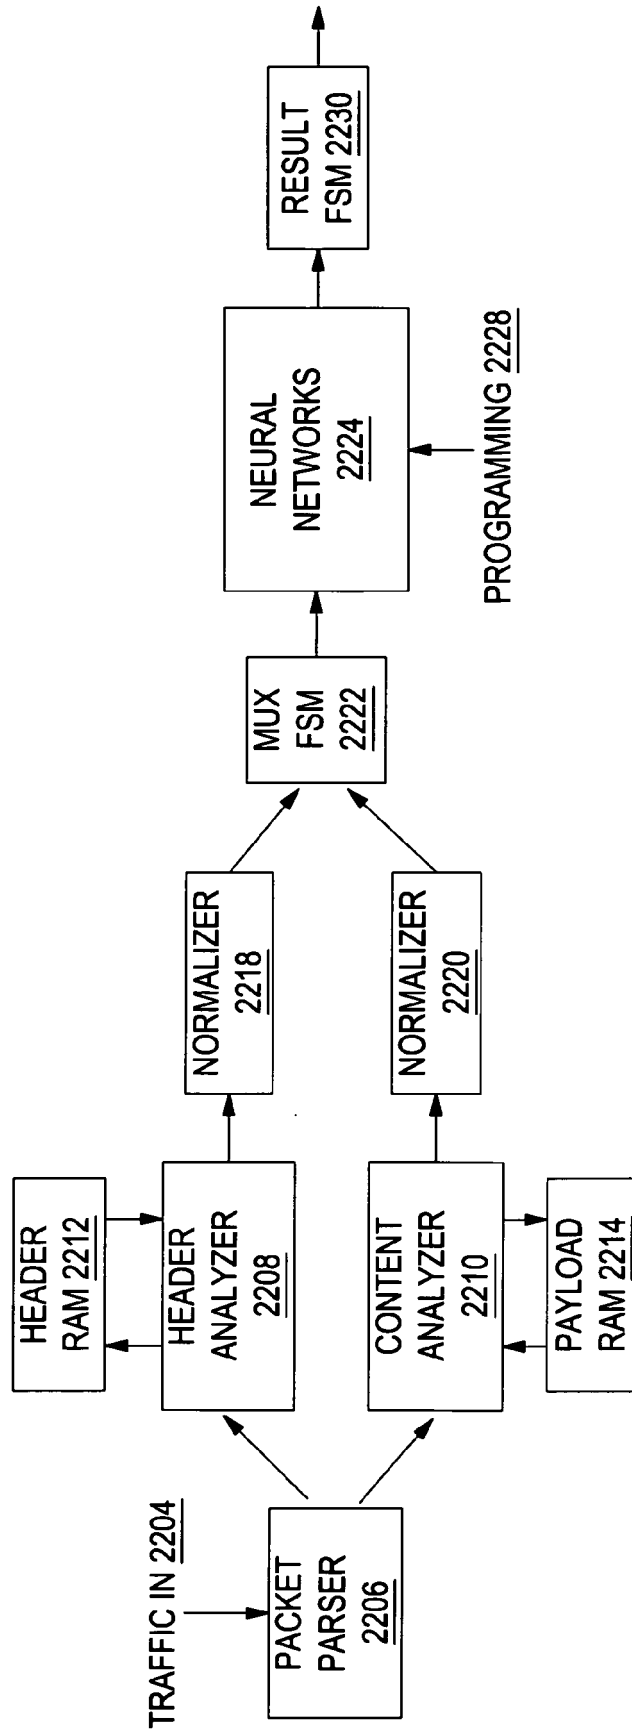 TRAFFIC IN 2204
PACKET
PARSER
2206
HEADER
RAM 2212
HEADER
ANALYZER
2208
CONTENT
ANALYZER
2210
PAYLOAD
RAM 2214
NORMALIZER
2218
NORMALIZER
2220
MUX
FSM
2222
NEURAL
NETWORKS
2224
PROGRAMMING 2228
RESULT
FSM 2230